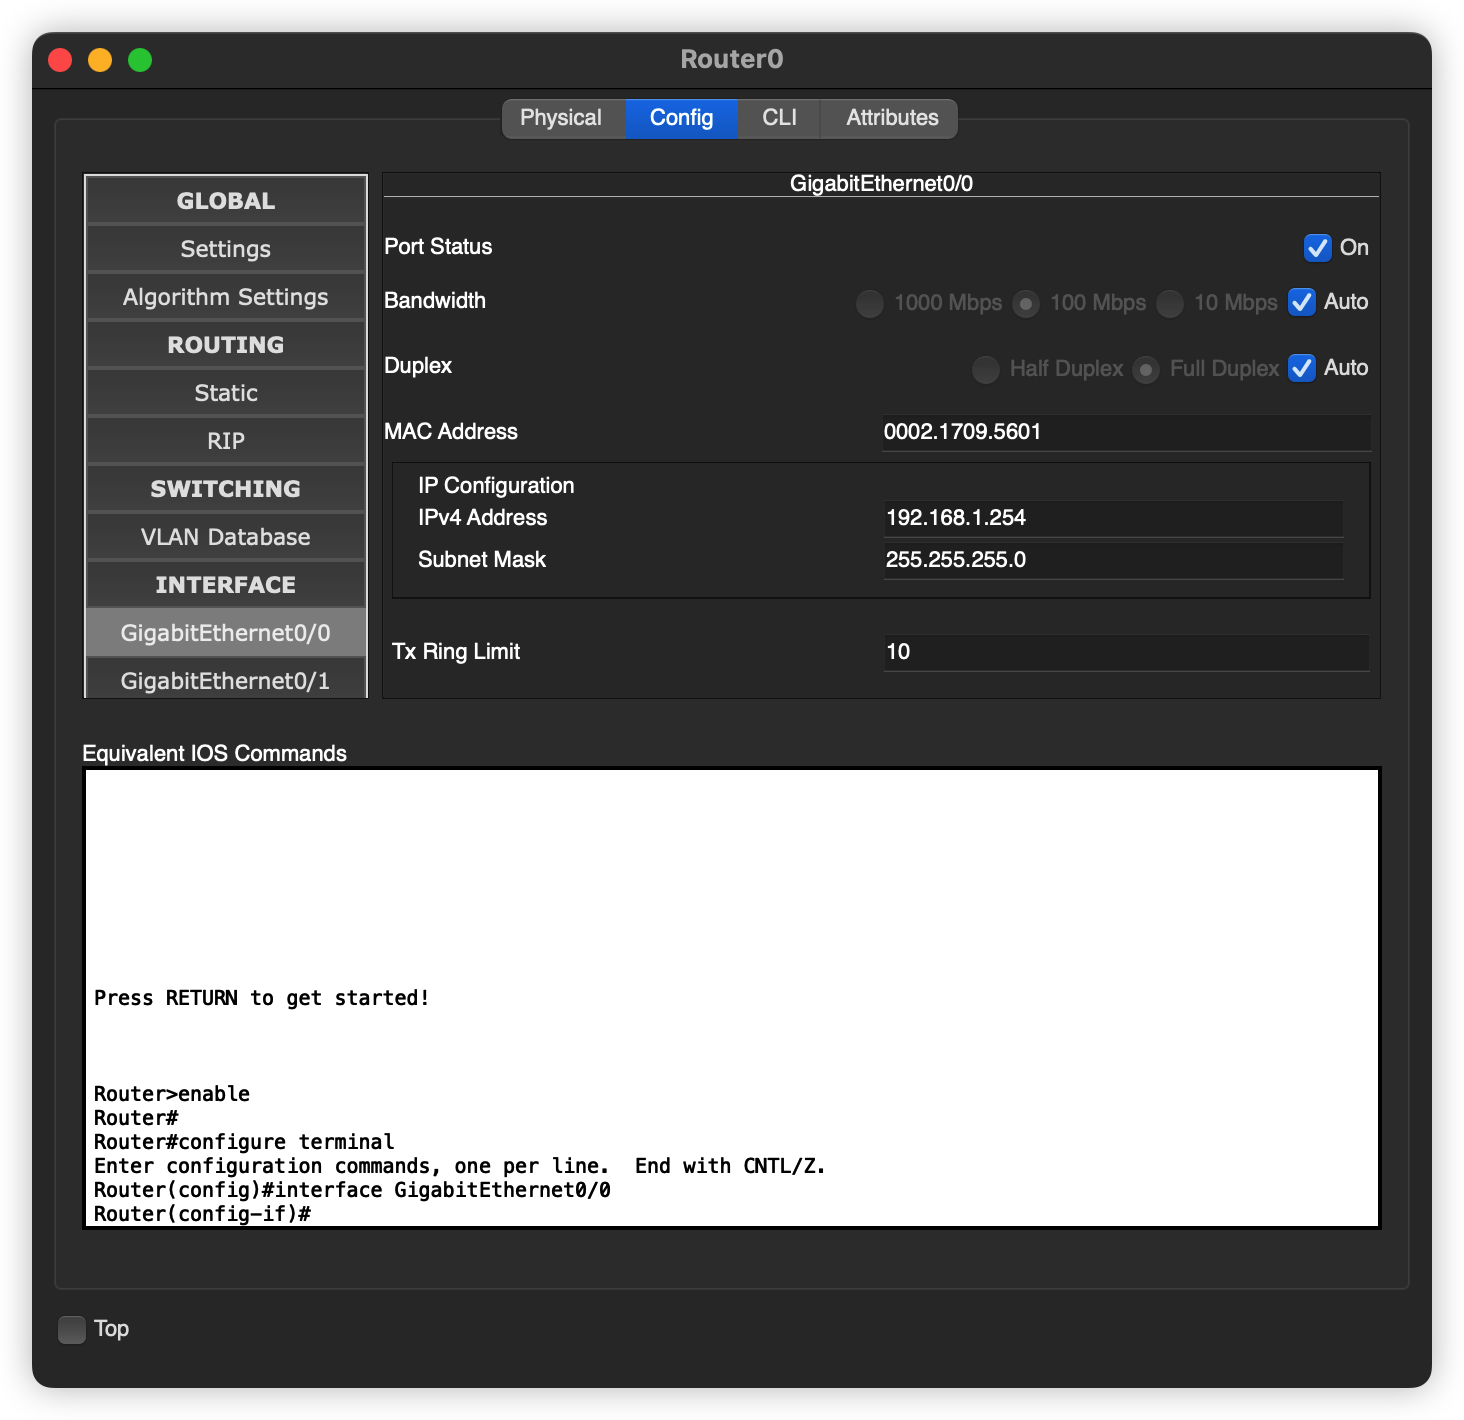 Router0
Physical Config CLI Attributes
GLOBAL
Settings
Algorithm Settings
ROUTING
Static
RIP
SWITCHING
VLAN Database
INTERFACE
GigabitEthernet0/0
GigabitEthernet0/1
GigabitEthernet0/0
Port Status On
Bandwidth 1000 Mbps 100 Mbps 10 Mbps Auto
Duplex Half Duplex Full Duplex Auto
MAC Address 0002.1709.5601
IP Configuration
IPv4 Address 192.168.1.254
Subnet Mask 255.255.255.0
Tx Ring Limit 10
Equivalent IOS Commands
Press RETURN to get started!
Router>enable
Router#
Router#configure terminal
Enter configuration commands, one per line.  End with CNTL/Z.
Router(config)#interface GigabitEthernet0/0
Router(config-if)#
Top